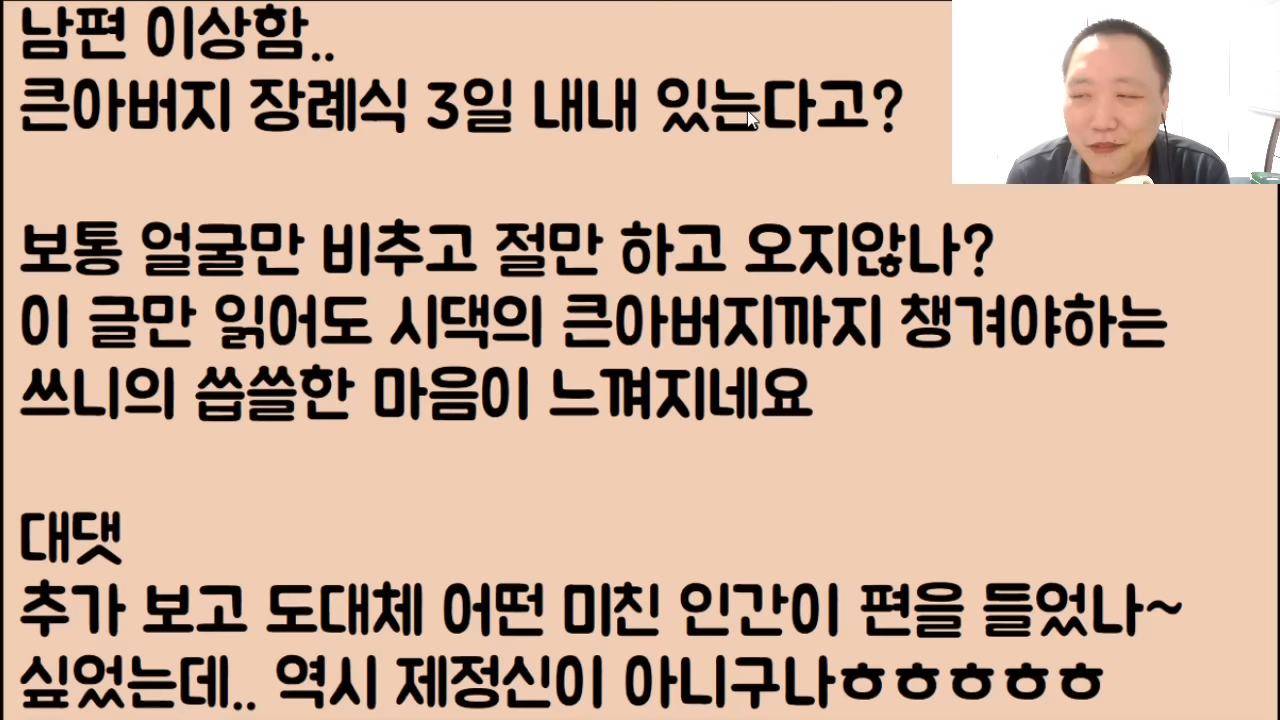 남편 이상함..
큰아버지 장례식 3일 내내 있는다고?
보통 얼굴만 비추고 절만 하고 오지않나?
이 글만 읽어도 시댁의 큰아버지까지 챙겨야하는
쓰니의 씁쓸한 마음이 느껴지네요
대댓
추가 보고 도대체 어떤 미친 인간이 편을 들었나~
싶었는데.. 역시 제정신이 아니구나ㅎㅎㅎㅎㅎ